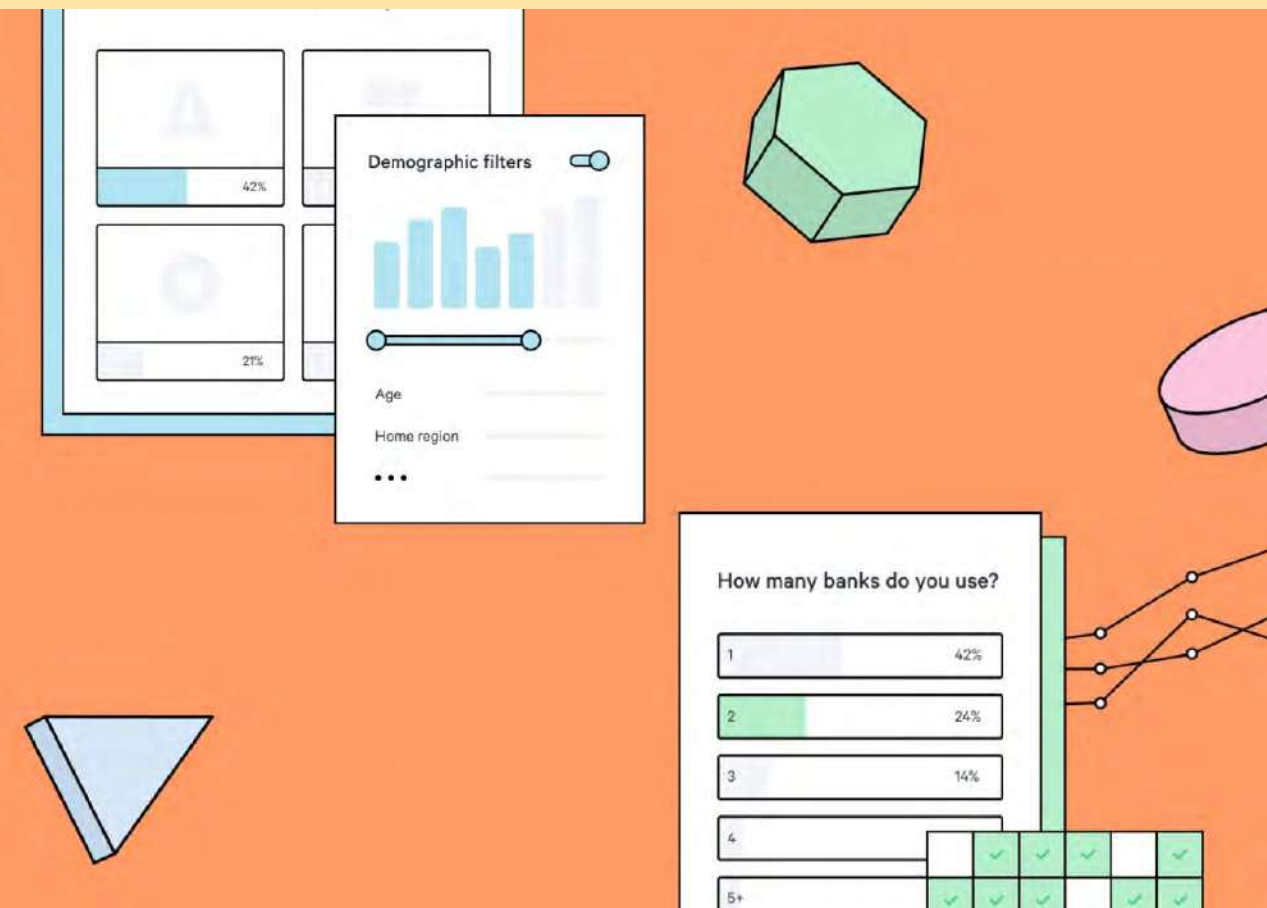 A
42%
O
21%
Demographic filters
Age
Home region
•••
How many banks do you use?
1 42%
2 24%
3 14%
4
5+